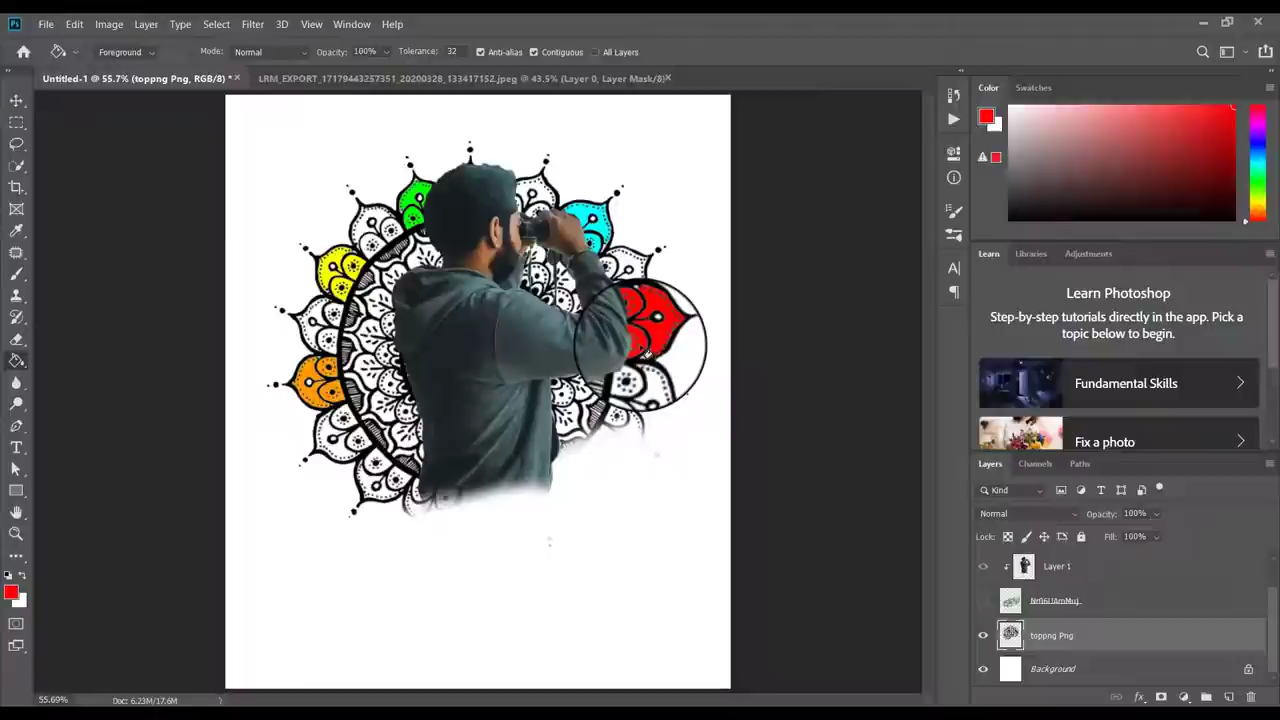 Ps File Edit Image Layer Type Select Filter 3D View Window Help
Foreground Mode: Normal Opacity: 100% Tolerance: 32 Anti-alias Contiguous All Layers
Untitled-1 @ 55.7% (toppng Png, RGB/8) * × LRM_EXPORT_17179443257351_20200328_133417152.jpeg @ 43.5% (Layer 0, Layer Mask/8) ×
Color Swatches
Learn Libraries Adjustments
Learn Photoshop
Step-by-step tutorials directly in the app. Pick a
topic below to begin.
Fundamental Skills
Fix a photo
Layers Channels Paths
Kind
Normal Opacity: 100%
Lock: Fill: 100%
Layer 1
toppng Png
Background
55.69% Doc: 6.23M/17.6M